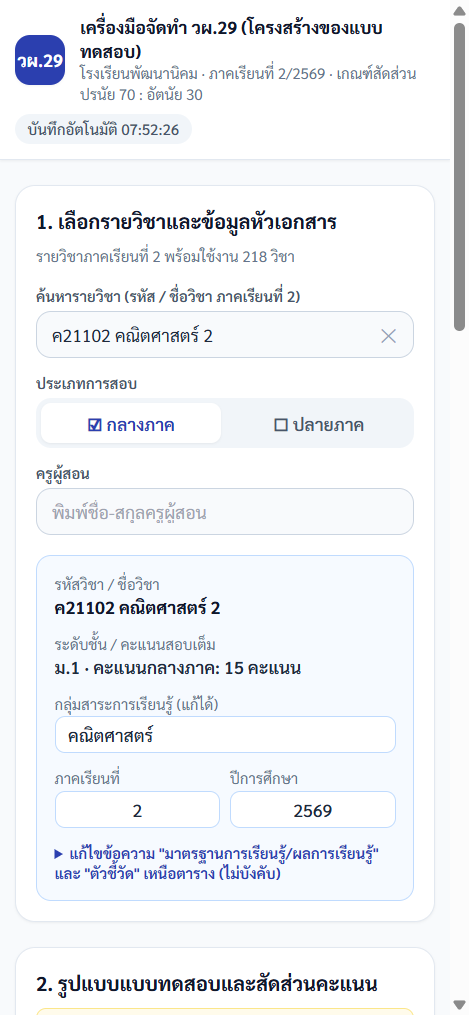 วผ.29
เครื่องมือจัดทำ วผ.29 (โครงสร้างของแบบ
ทดสอบ)
โรงเรียนพัฒนานิคม · ภาคเรียนที่ 2/2569 · เกณฑ์สัดส่วน
ปรนัย 70 : อัตนัย 30
บันทึกอัตโนมัติ 07:52:26
1. เลือกรายวิชาและข้อมูลหัวเอกสาร
รายวิชาภาคเรียนที่ 2 พร้อมใช้งาน 218 วิชา
ค้นหารายวิชา (รหัส / ชื่อวิชา ภาคเรียนที่ 2)
ค21102 คณิตศาสตร์ 2
ประเภทการสอบ
☑ กลางภาค ☐ ปลายภาค
ครูผู้สอน
พิมพ์ชื่อ-สกุลครูผู้สอน
รหัสวิชา / ชื่อวิชา
ค21102 คณิตศาสตร์ 2
ระดับชั้น / คะแนนสอบเต็ม
ม.1 · คะแนนกลางภาค: 15 คะแนน
กลุ่มสาระการเรียนรู้ (แก้ได้)
คณิตศาสตร์
ภาคเรียนที่ ปีการศึกษา
2 2569
▶ แก้ไขข้อความ "มาตรฐานการเรียนรู้/ผลการเรียนรู้"
และ "ตัวชี้วัด" เหนือตาราง (ไม่บังคับ)
2. รูปแบบแบบทดสอบและสัดส่วนคะแนน